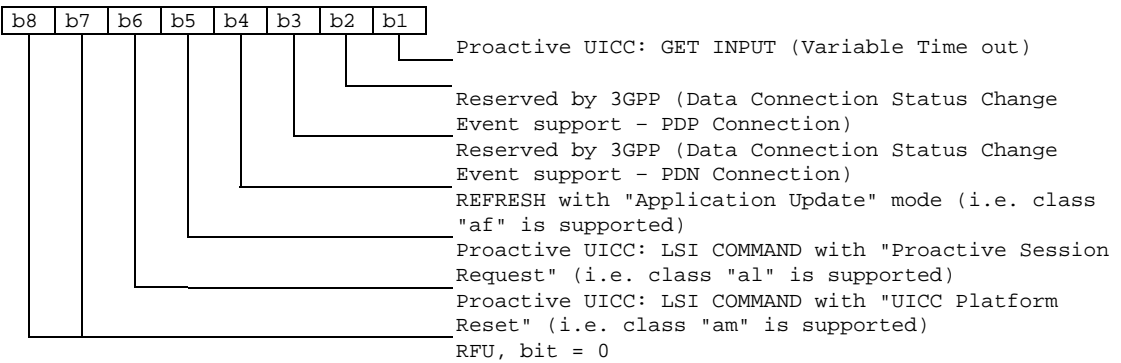 b8 b7 b6 b5 b4 b3 b2 b1
Proactive UICC: GET INPUT (Variable Time out)
Reserved by 3GPP (Data Connection Status Change
Event support – PDP Connection)
Reserved by 3GPP (Data Connection Status Change
Event support – PDN Connection)
REFRESH with "Application Update" mode (i.e. class
"af" is supported)
Proactive UICC: LSI COMMAND with "Proactive Session
Request" (i.e. class "al" is supported)
Proactive UICC: LSI COMMAND with "UICC Platform
Reset" (i.e. class "am" is supported)
RFU, bit = 0